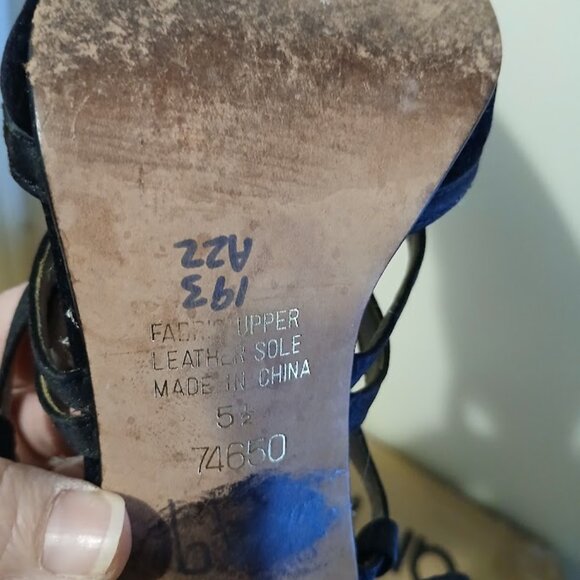 A22
193
FABRIC UPPER
LEATHER SOLE
MADE IN CHINA
5½
74650